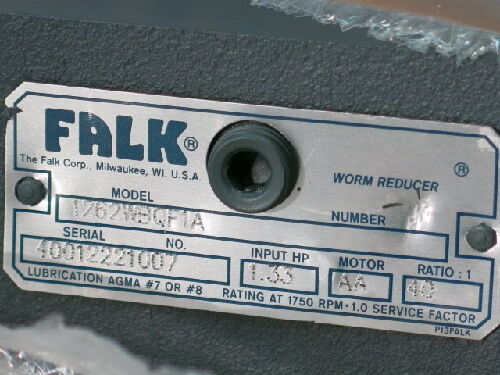 FALK®
The Falk Corp., Milwaukee, WI. U.S.A.
WORM REDUCER ®
MODEL NUMBER
1262WBQF1A
SERIAL NO. INPUT HP MOTOR RATIO : 1
40012221007 1.33 AA 40
LUBRICATION AGMA #7 OR #8 RATING AT 1750 RPM - 1.0 SERVICE FACTOR
P13FALK